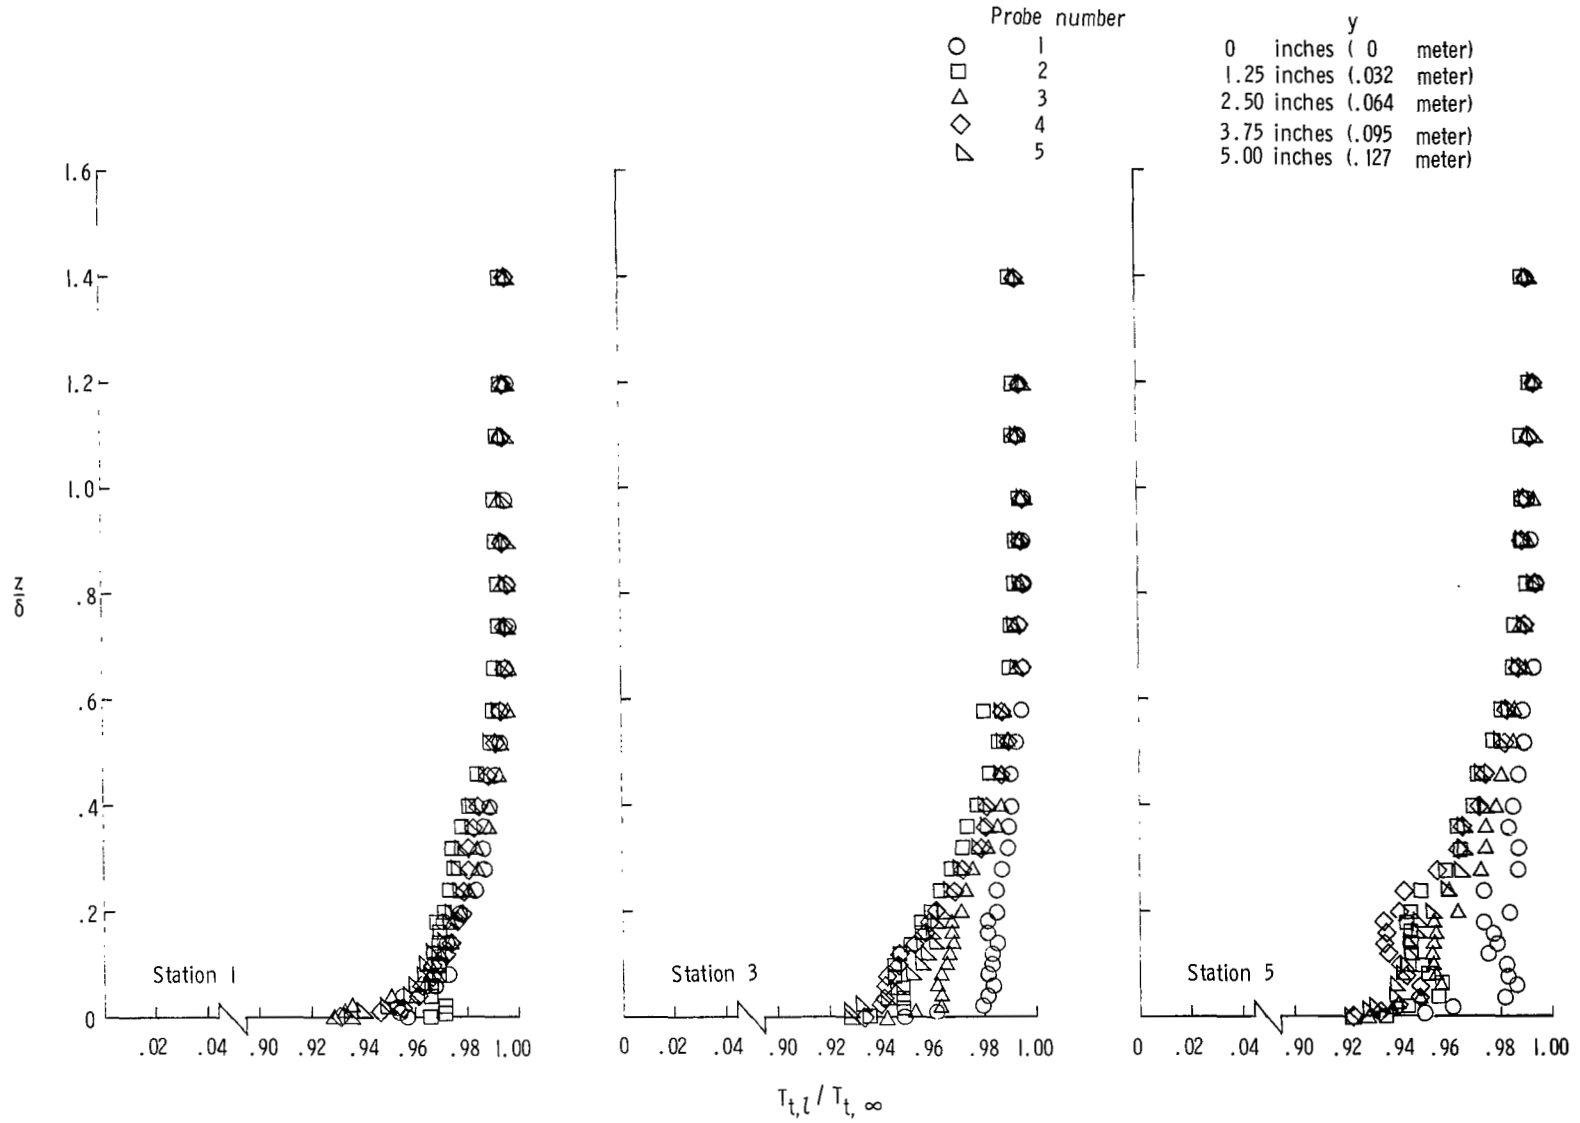 Probe number y
1 0 inches ( 0 meter)
2 1.25 inches (.032 meter)
3 2.50 inches (.064 meter)
4 3.75 inches (.095 meter)
5 5.00 inches (.127 meter)
1.6
1.4
1.2
1.0
z/δ
.8
.6
.4
.2
0
Station 1
Station 3
Station 5
.02 .04 .90 .92 .94 .96 .98 1.00
0 .02 .04 .90 .92 .94 .96 .98 1.00
0 .02 .04 .90 .92 .94 .96 .98 1.00
T_{t,l} / T_{t,∞}